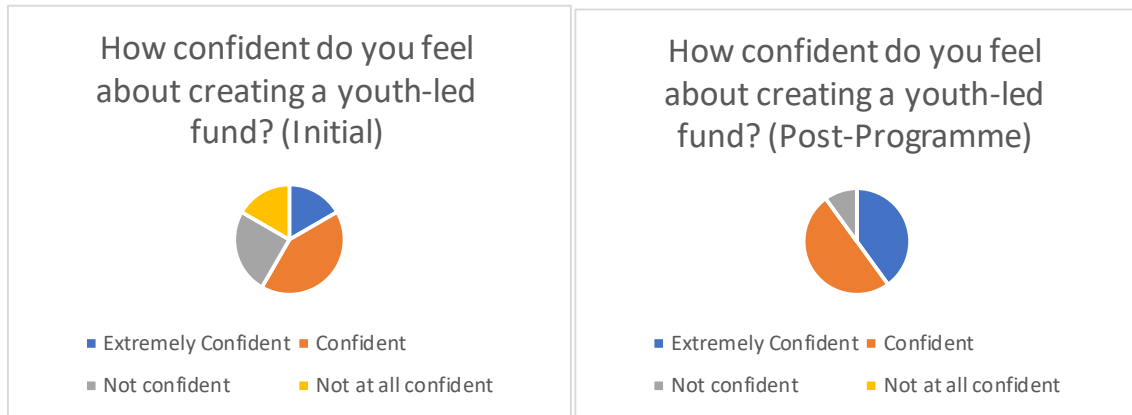 How confident do you feel
about creating a youth-led
fund? (Initial)
Extremely Confident
Confident
Not confident
Not at all confident
How confident do you feel
about creating a youth-led
fund? (Post-Programme)
Extremely Confident
Confident
Not confident
Not at all confident